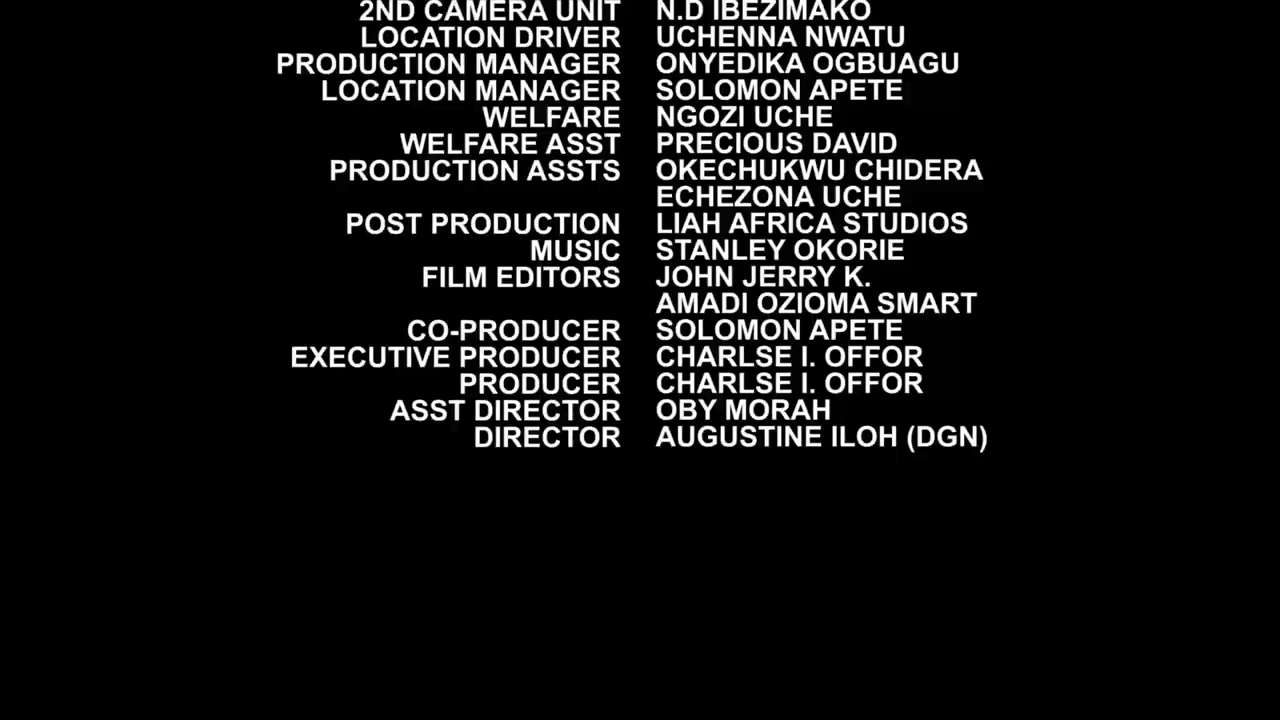 2ND CAMERA UNIT N.D IBEZIMAKO
LOCATION DRIVER UCHENNA NWATU
PRODUCTION MANAGER ONYEDIKA OGBUAGU
LOCATION MANAGER SOLOMON APETE
WELFARE NGOZI UCHE
WELFARE ASST PRECIOUS DAVID
PRODUCTION ASSTS OKECHUKWU CHIDERA
ECHEZONA UCHE
POST PRODUCTION LIAH AFRICA STUDIOS
MUSIC STANLEY OKORIE
FILM EDITORS JOHN JERRY K.
AMADI OZIOMA SMART
CO-PRODUCER SOLOMON APETE
EXECUTIVE PRODUCER CHARLSE I. OFFOR
PRODUCER CHARLSE I. OFFOR
ASST DIRECTOR OBY MORAH
DIRECTOR AUGUSTINE ILOH (DGN)